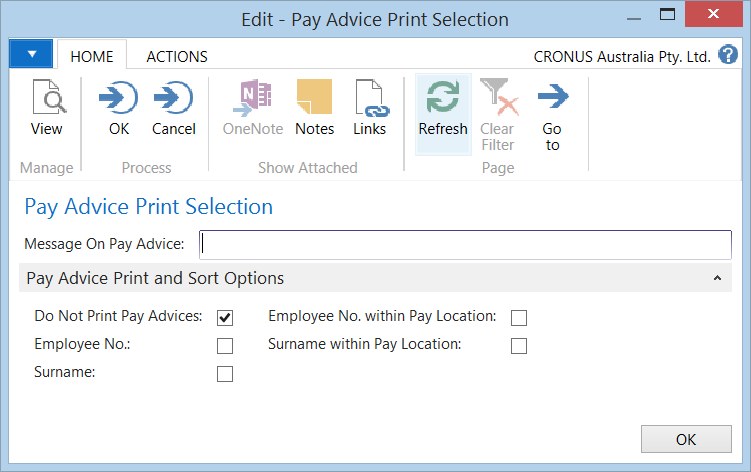 Edit - Pay Advice Print Selection
HOME ACTIONS CRONUS Australia Pty. Ltd. ?
View OK Cancel OneNote Notes Links Refresh Clear Filter Go to
Manage Process Show Attached Page
Pay Advice Print Selection
Message On Pay Advice:
Pay Advice Print and Sort Options
Do Not Print Pay Advices: Employee No. within Pay Location:
Employee No.: Surname within Pay Location:
Surname:
OK